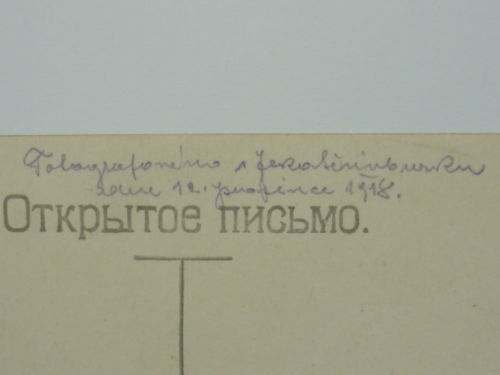 Fotografováno v Jekatěrinburku
dne 12. prosince 1918.
Открытое письмо.